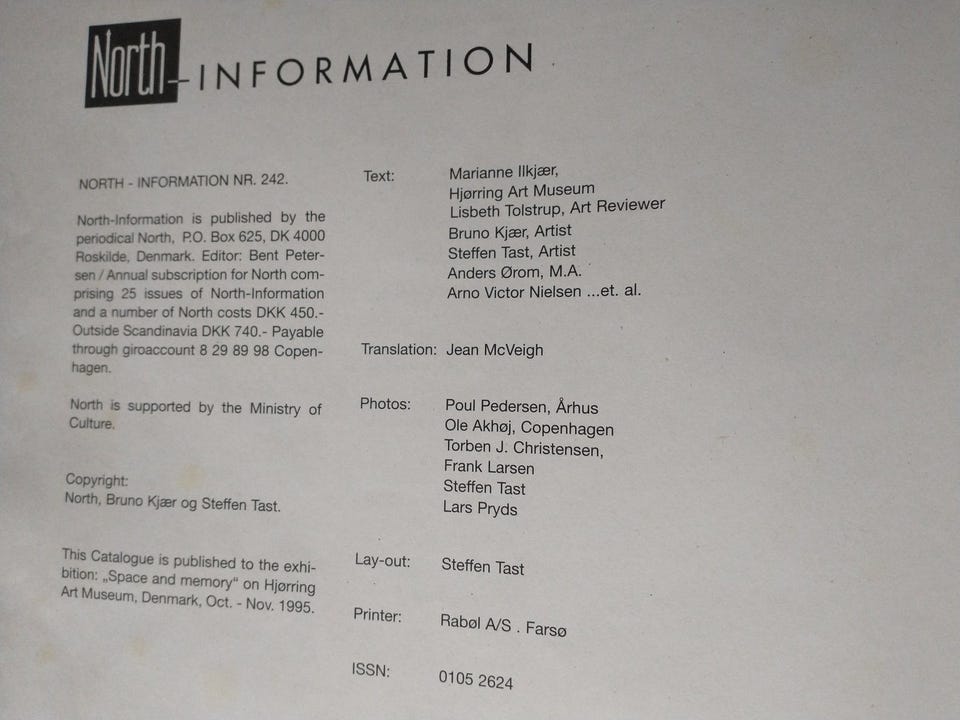 North-INFORMATION
NORTH - INFORMATION NR. 242.
North-Information is published by the
periodical North, P.O. Box 625, DK 4000
Roskilde, Denmark. Editor: Bent Peter-
sen / Annual subscription for North com-
prising 25 issues of North-Information
and a number of North costs DKK 450.-
Outside Scandinavia DKK 740.- Payable
through giroaccount 8 29 89 98 Copen-
hagen.
North is supported by the Ministry of
Culture.
Copyright:
North, Bruno Kjær og Steffen Tast.
This Catalogue is published to the exhi-
bition: „Space and memory“ on Hjørring
Art Museum, Denmark, Oct. - Nov. 1995.
Text: Marianne Ilkjær,
Hjørring Art Museum
Lisbeth Tolstrup, Art Reviewer
Bruno Kjær, Artist
Steffen Tast, Artist
Anders Ørom, M.A.
Arno Victor Nielsen ...et. al.
Translation: Jean McVeigh
Photos: Poul Pedersen, Århus
Ole Akhøj, Copenhagen
Torben J. Christensen,
Frank Larsen
Steffen Tast
Lars Pryds
Lay-out: Steffen Tast
Printer: Rabøl A/S . Farsø
ISSN: 0105 2624